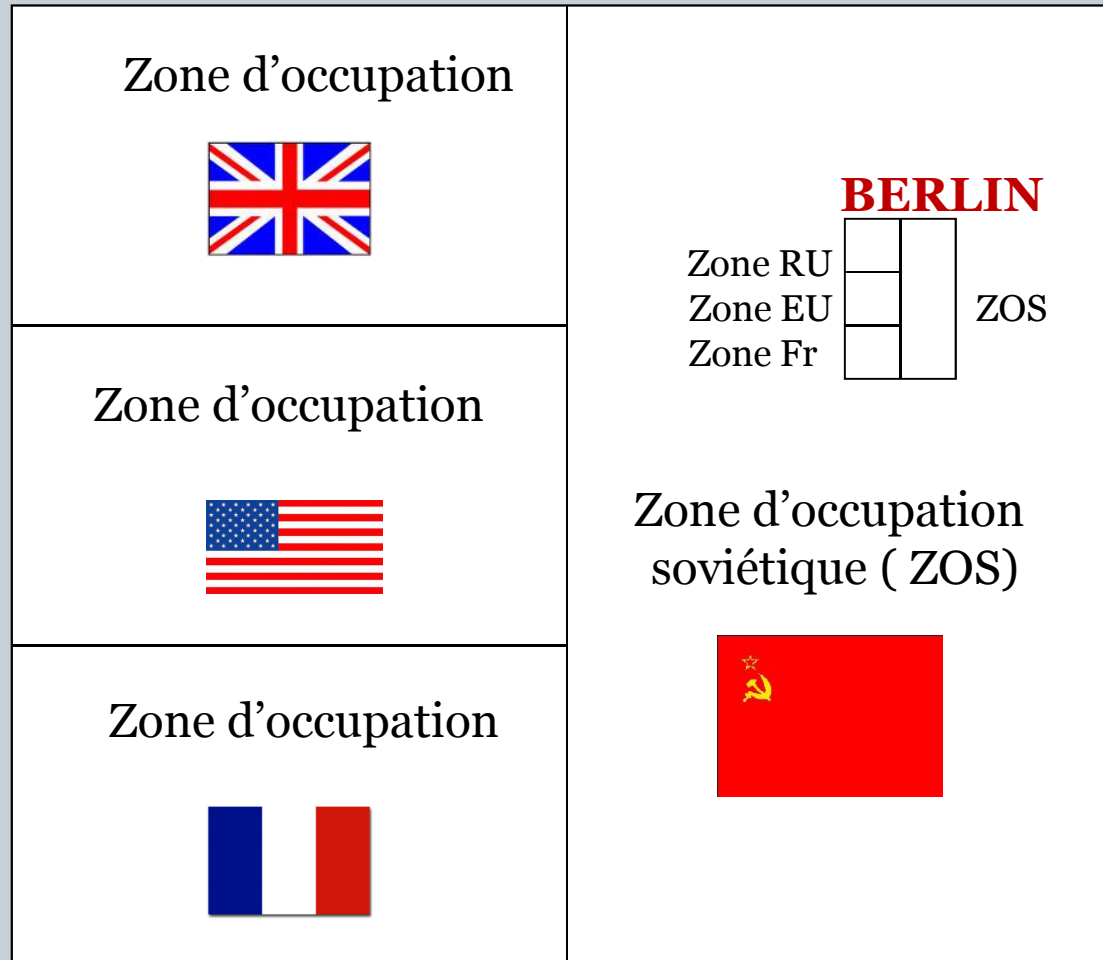 Zone d’occupation
Zone d’occupation
Zone d’occupation
BERLIN
Zone RU
Zone EU
Zone Fr
ZOS
Zone d’occupation
soviétique ( ZOS)